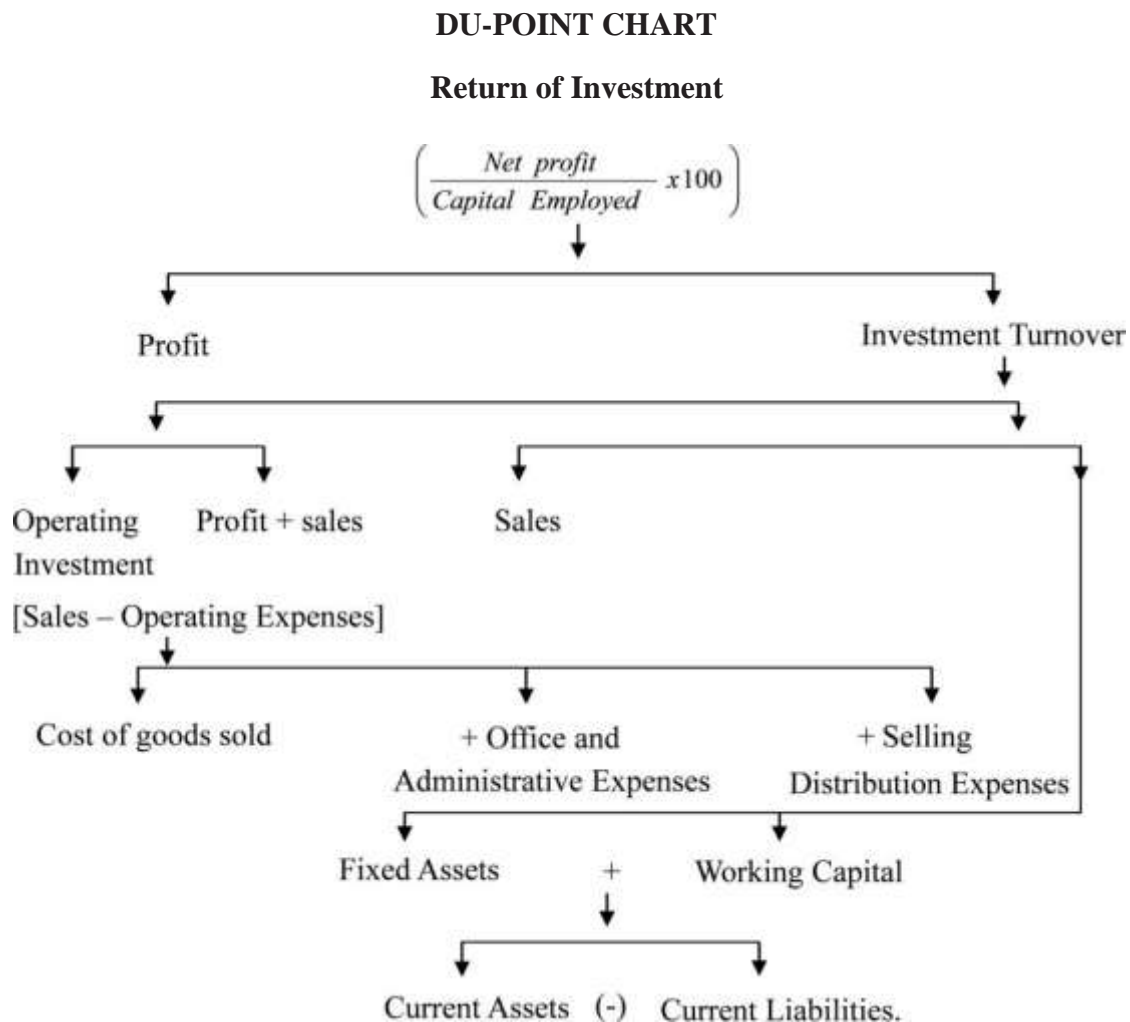 DU-POINT CHART
Return of Investment
( Net profit
Capital Employed x100 )
Profit
Investment Turnover
Operating
Investment
Profit + sales
Sales
[Sales – Operating Expenses]
Cost of goods sold
+ Office and
Administrative Expenses
+ Selling
Distribution Expenses
Fixed Assets + Working Capital
Current Assets (-) Current Liabilities.